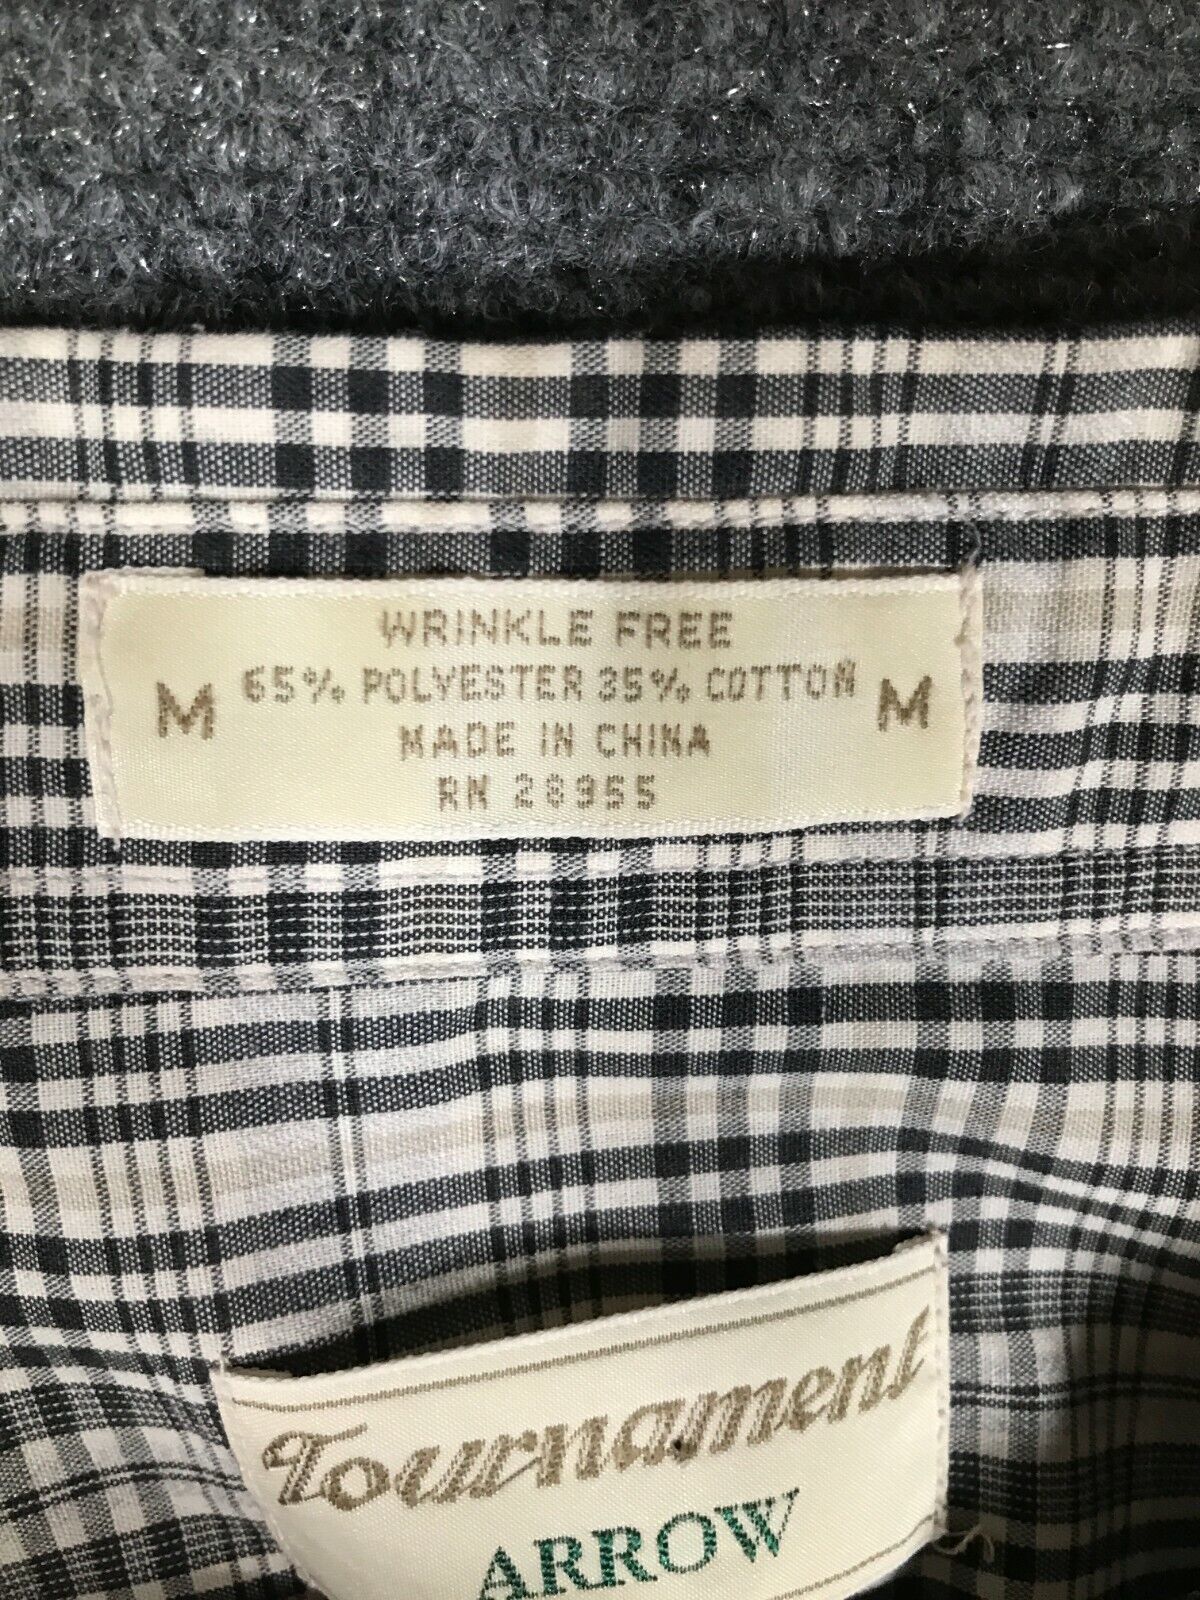 WRINKLE FREE
M 65% POLYESTER 35% COTTON M
MADE IN CHINA
RN 28955
Tournament
ARROW